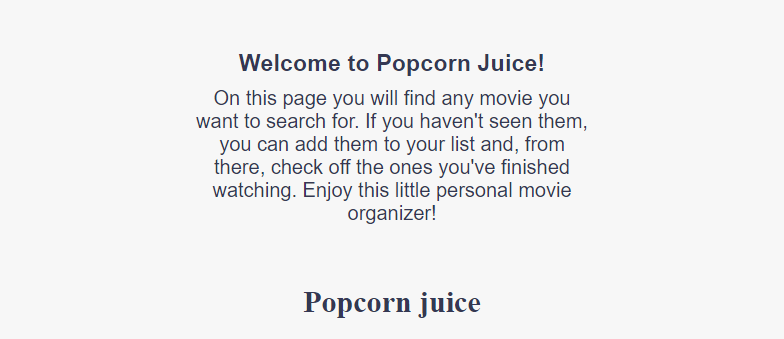 Welcome to Popcorn Juice!
On this page you will find any movie you
want to search for. If you haven't seen them,
you can add them to your list and, from
there, check off the ones you've finished
watching. Enjoy this little personal movie
organizer!
Popcorn juice